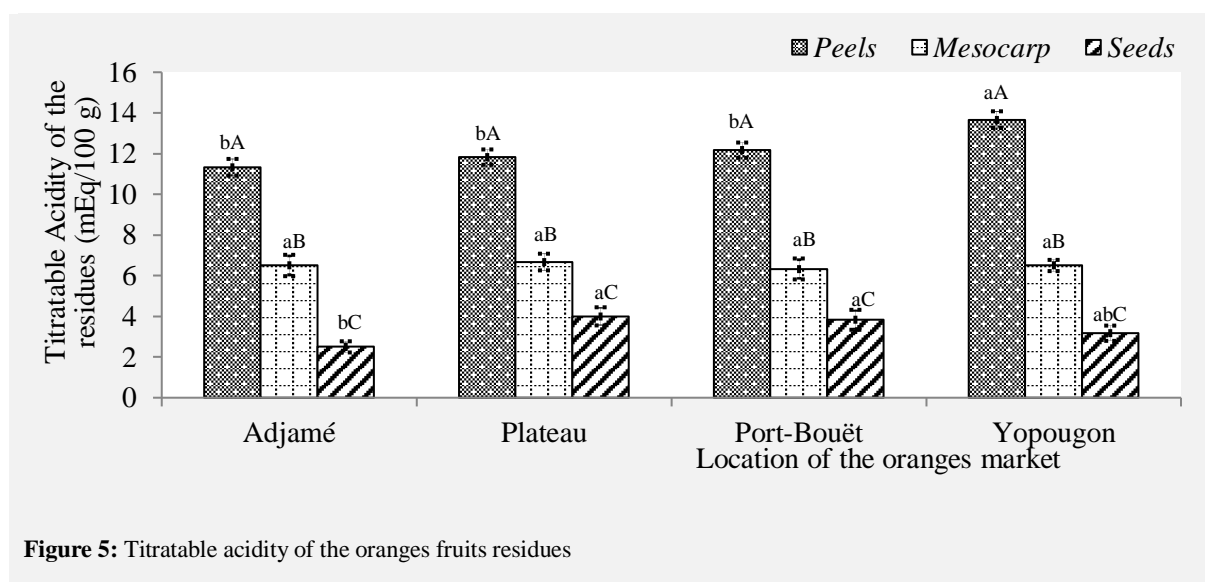 Peels Mesocarp Seeds
Titratable Acidity of the
residues (mEq/100 g)
16
14
12
10
8
6
4
2
0
bA
aB
bC
bA
aB
aC
bA
aB
aC
aA
aB
abC
Adjamé Plateau Port-Bouët Yopougon
Location of the oranges market
Figure 5: Titratable acidity of the oranges fruits residues